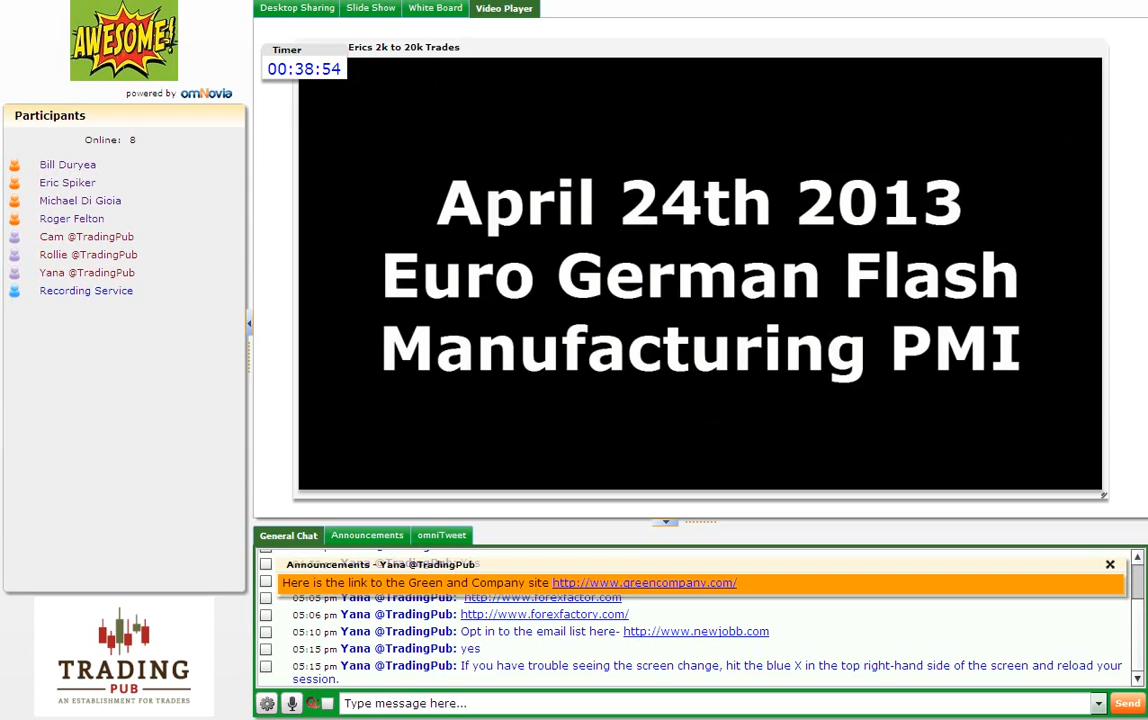 AWESOME!
powered by omNovia
Participants
Online: 8
Bill Duryea
Eric Spiker
Michael Di Gioia
Roger Felton
Cam @TradingPub
Rollie @TradingPub
Yana @TradingPub
Recording Service
TRADING
PUB
AN ESTABLISHMENT FOR TRADERS
Desktop Sharing
Slide Show
White Board
Video Player
Timer
00:38:54
Erics 2k to 20k Trades
April 24th 2013
Euro German Flash
Manufacturing PMI
General Chat
Announcements
omniTweet
Announcements - Yana @TradingPub
Here is the link to the Green and Company site http://www.greencompany.com/
05:05 pm Yana @TradingPub: http://www.forexfactor.com
05:06 pm Yana @TradingPub: http://www.forexfactory.com/
05:10 pm Yana @TradingPub: Opt in to the email list here- http://www.newjobb.com
05:15 pm Yana @TradingPub: yes
05:15 pm Yana @TradingPub: If you have trouble seeing the screen change, hit the blue X in the top right-hand side of the screen and reload your
session.
Type message here...
Send